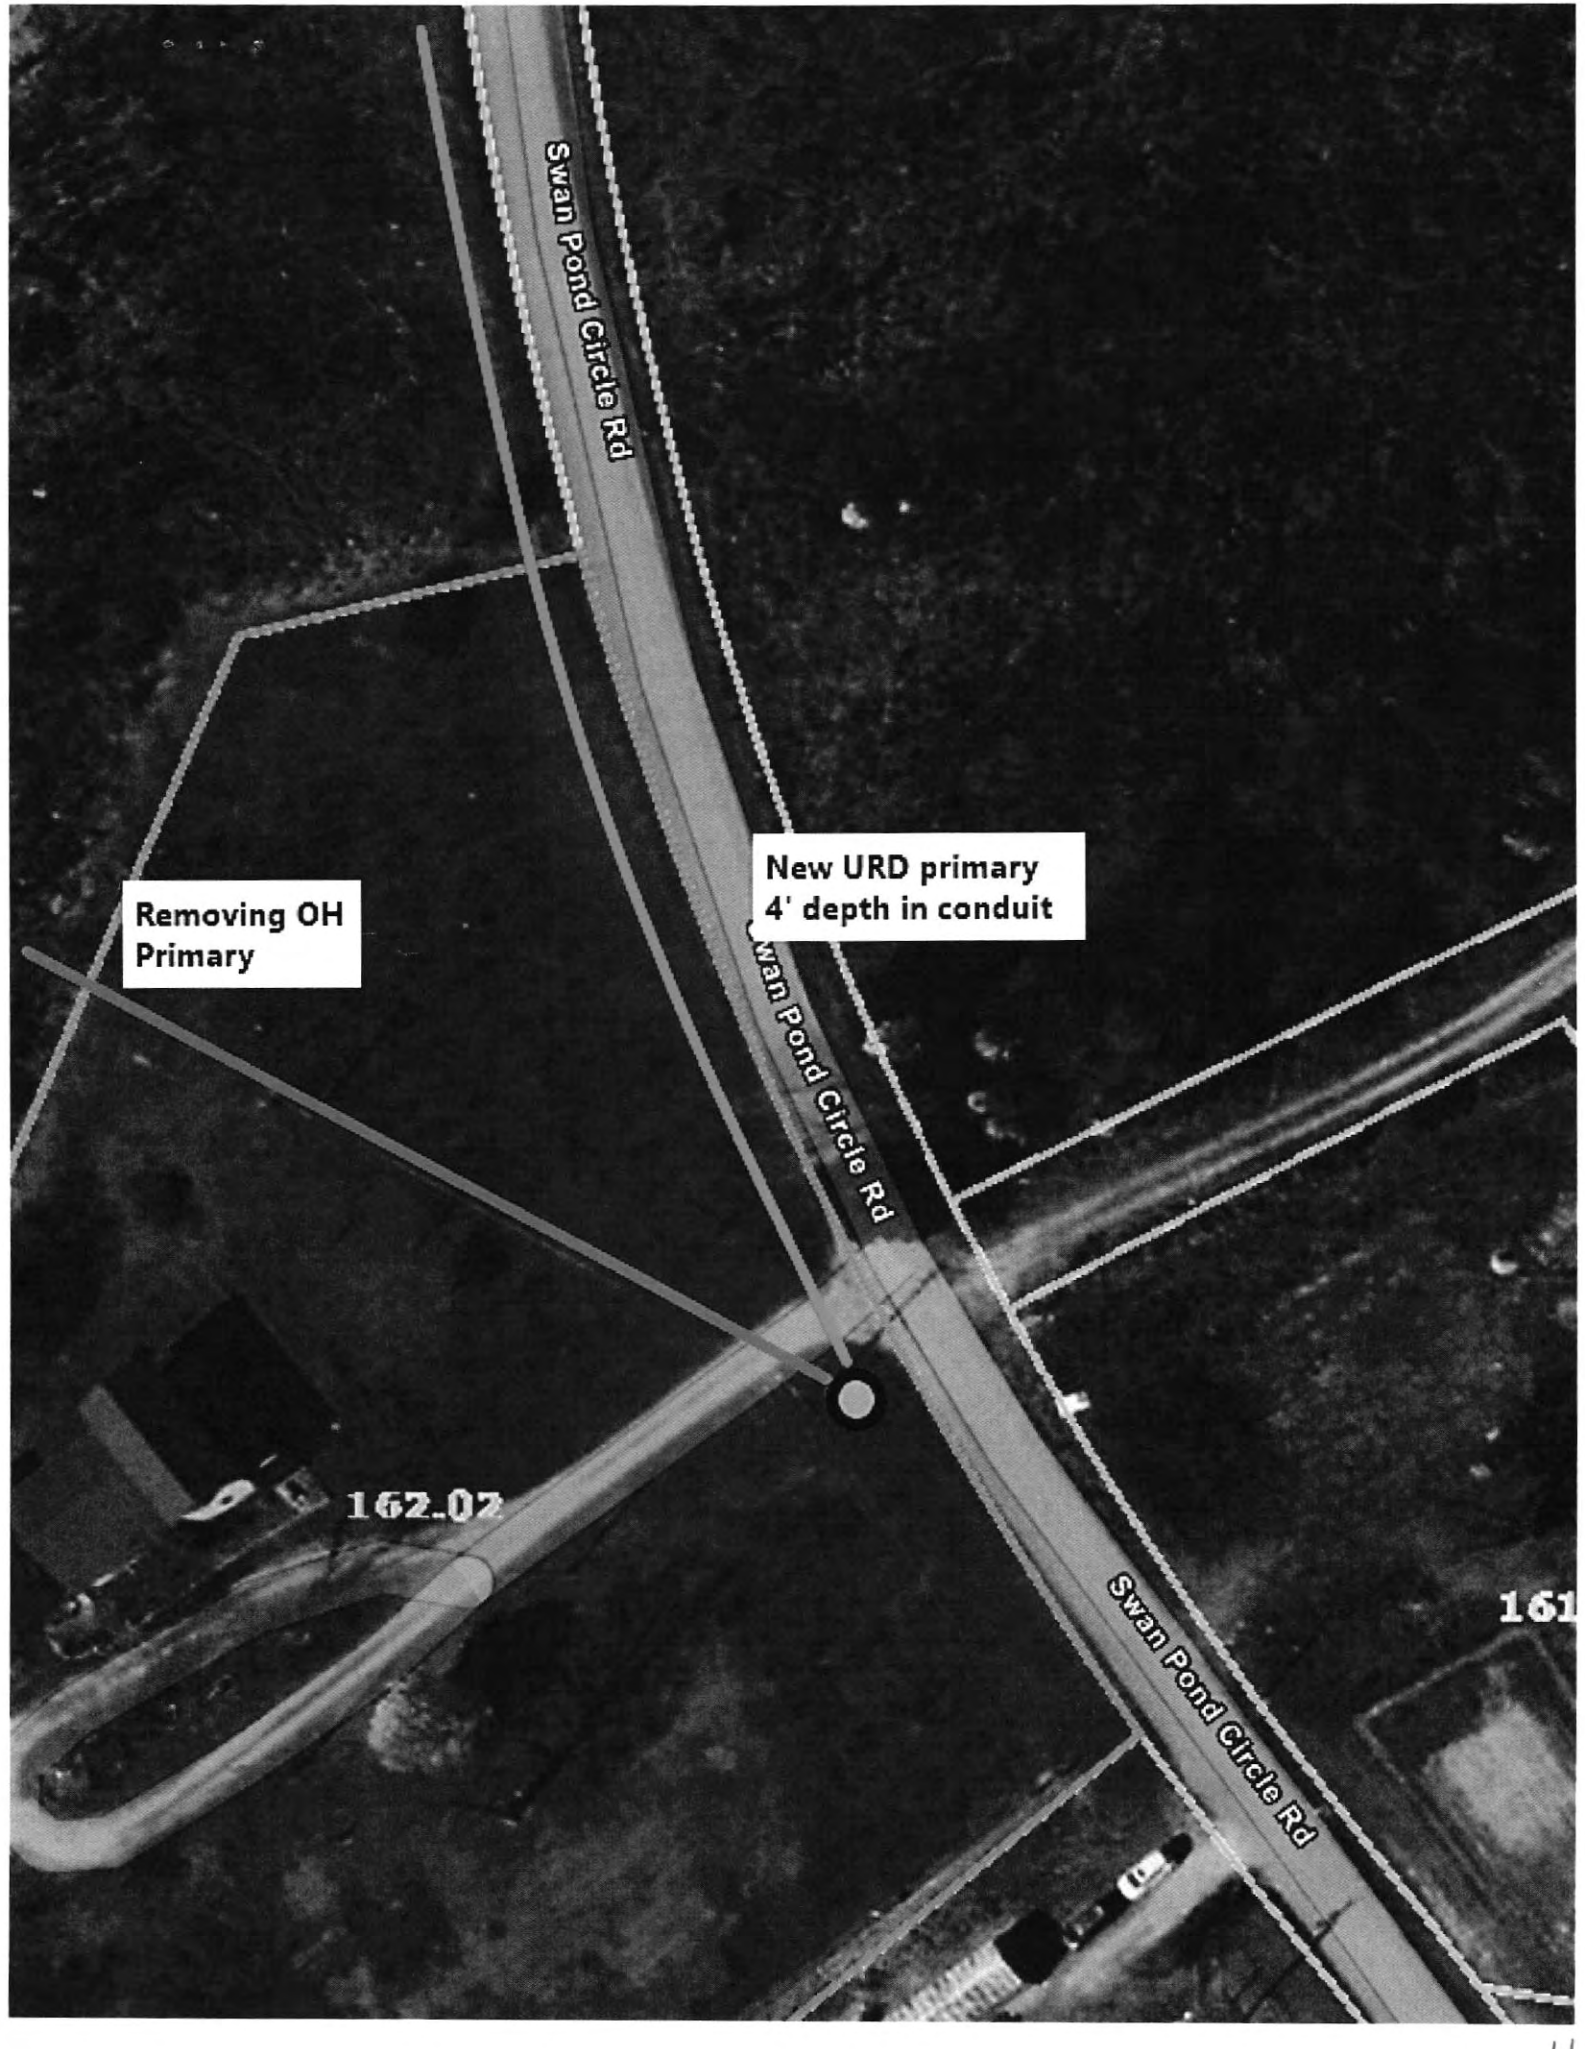 Swan Pond Circle Rd
New URD primary
4' depth in conduit
Removing OH
Primary
Swan Pond Circle Rd
162.02
Swan Pond Circle Rd
161